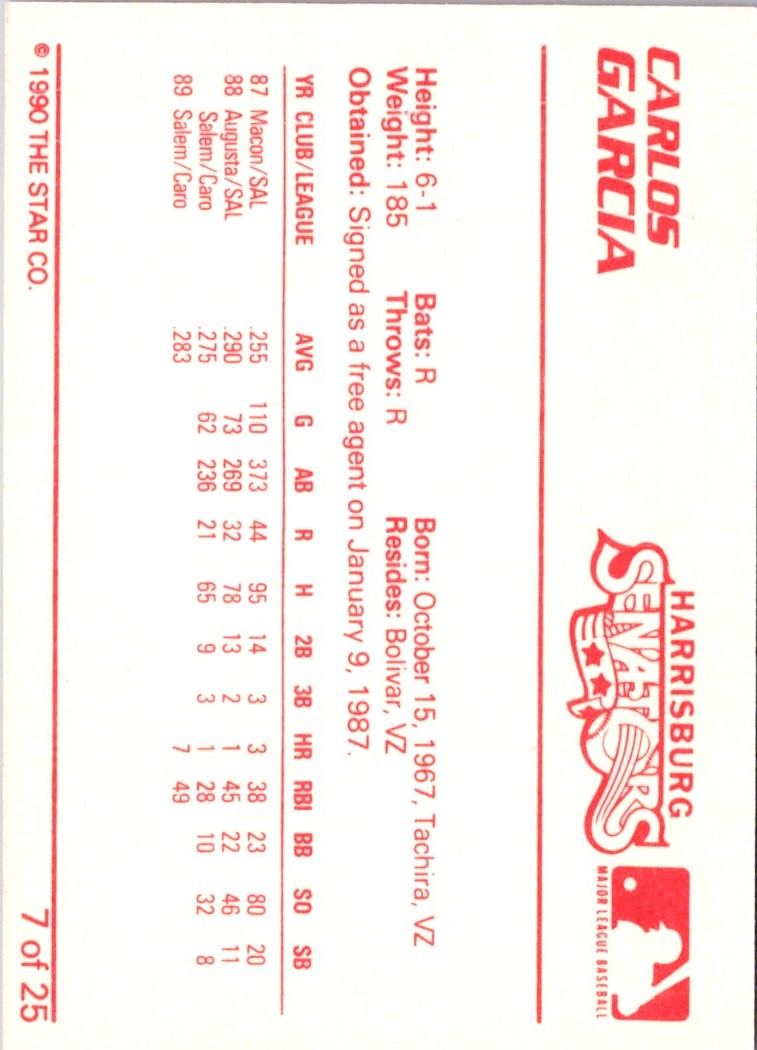 CARLOS
GARCIA
HARRISBURG
SENATORS
MAJOR LEAGUE BASEBALL
Height: 6-1 Bats: R Born: October 15, 1967, Tachira, VZ
Weight: 185 Throws: R Resides: Bolivar, VZ
Obtained: Signed as a free agent on January 9, 1987.
YR CLUB/LEAGUE AVG G AB R H 2B 3B HR RBI BB SO SB
87 Macon/SAL .255 110 373 44 95 14 3 3 38 23 80 20
88 Augusta/SAL .290 73 269 32 78 13 2 1 45 22 46 11
Salem/Caro .275 62 236 21 65 9 3 1 28 10 32 8
89 Salem/Caro .283 7 49
© 1990 THE STAR CO. 7 of 25